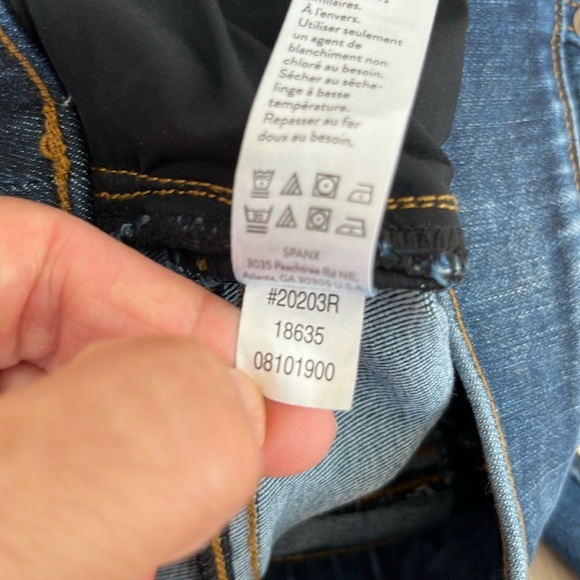 similaires.
À l'envers.
Utiliser seulement
un agent de
blanchiment non
chloré au besoin.
Sécher au sèche-
linge à basse
température.
Repasser au fer
doux au besoin.
SPANX
3035 Peachtree Rd NE,
Atlanta, GA 30305 U.S.A.
#20203R
18635
08101900